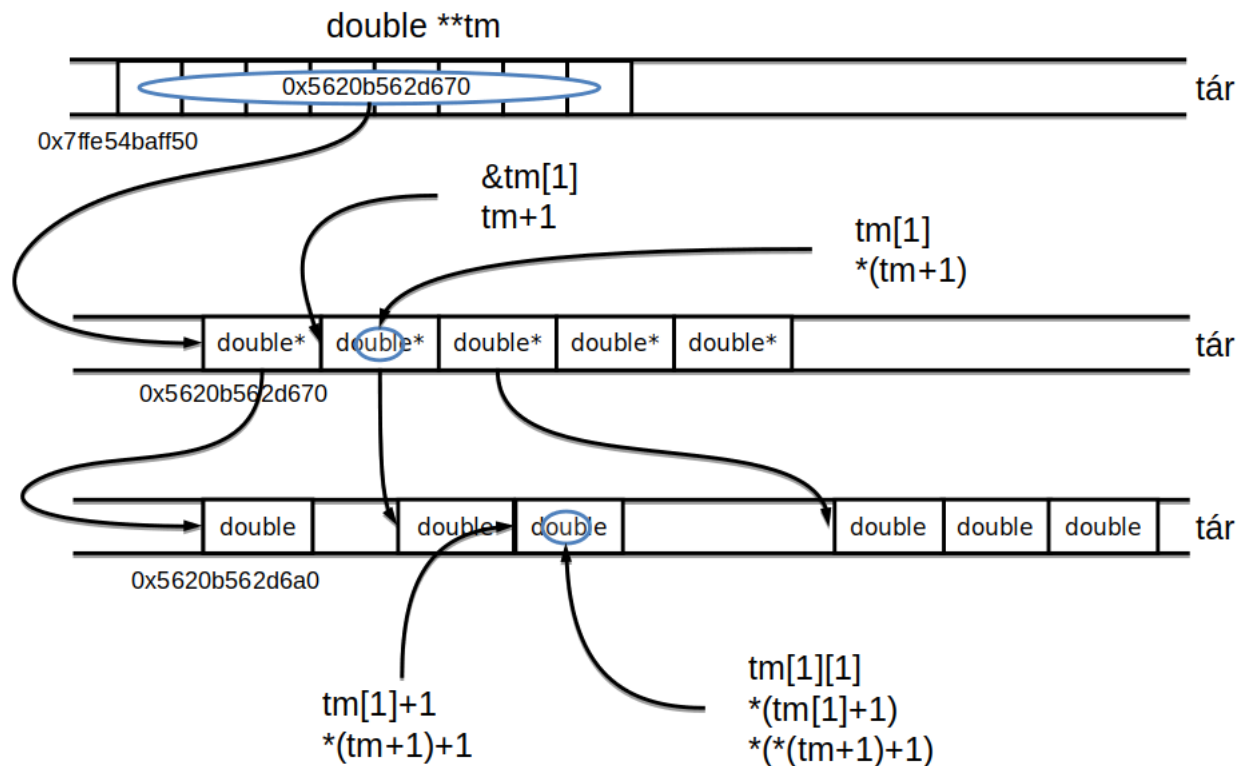 double **tm
0x5620b562d670
tár
0x7ffe54baff50
&tm[1]
tm+1
tm[1]
*(tm+1)
double* double* double* double* double*
tár
0x5620b562d670
double double double double double double
tár
0x5620b562d6a0
tm[1]+1
*(tm+1)+1
tm[1][1]
*(tm[1]+1)
*(*(tm+1)+1)